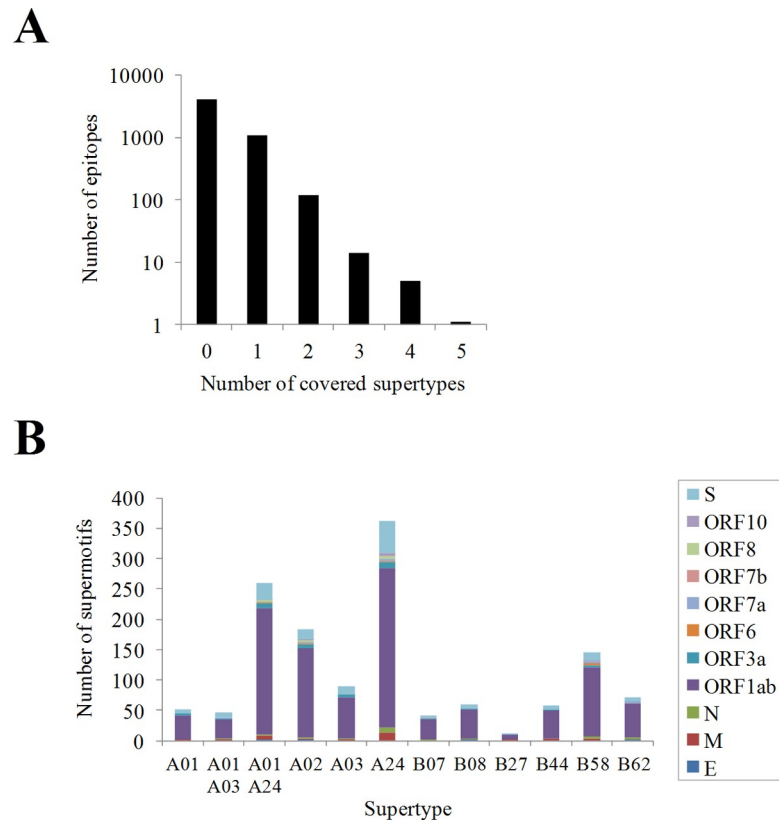 A
10000
1000
100
10
1
Number of epitopes
0 1 2 3 4 5
Number of covered supertypes
B
400
350
300
250
200
150
100
50
0
Number of supermotifs
A01 A01 A01 A02 A03 A24 B07 B08 B27 B44 B58 B62
A03 A24
Supertype
S
ORF10
ORF8
ORF7b
ORF7a
ORF6
ORF3a
ORF1ab
N
M
E